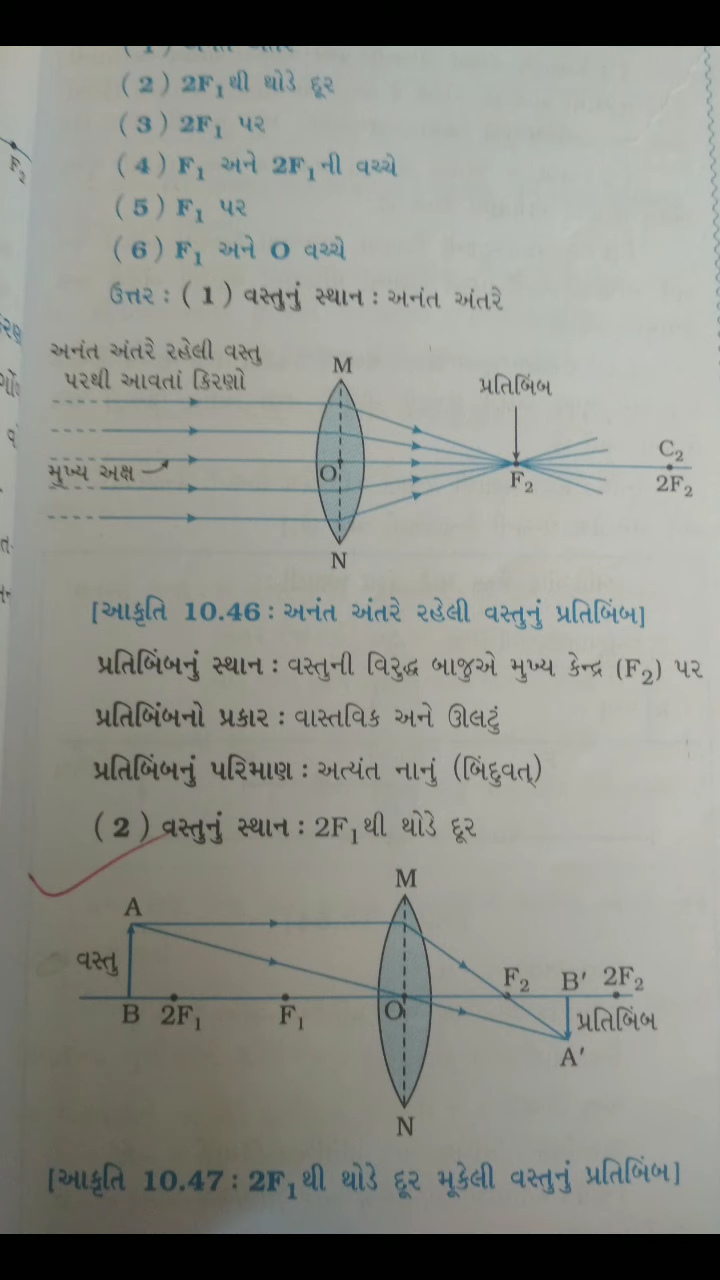 (2) 2F₁થી થોડે દૂર
(3) 2F₁ પર
(4) F₁ અને 2F₁ની વચ્ચે
(5) F₁ પર
(6) F₁ અને O વચ્ચે
ઉત્તર : (1) વસ્તુનું સ્થાન : અનંત અંતરે
અનંત અંતરે રહેલી વસ્તુ
પરથી આવતાં કિરણો
M
પ્રતિબિંબ
મુખ્ય અક્ષ
O
F₂
C₂
2F₂
N
[આકૃતિ 10.46 : અનંત અંતરે રહેલી વસ્તુનું પ્રતિબિંબ]
પ્રતિબિંબનું સ્થાન : વસ્તુની વિરુદ્ધ બાજુએ મુખ્ય કેન્દ્ર (F₂) પર
પ્રતિબિંબનો પ્રકાર : વાસ્તવિક અને ઊલટું
પ્રતિબિંબનું પરિમાણ : અત્યંત નાનું (બિંદુવત્)
(2) વસ્તુનું સ્થાન : 2F₁થી થોડે દૂર
M
A
વસ્તુ
B 2F₁ F₁ O F₂ B′ 2F₂
પ્રતિબિંબ
A′
N
[આકૃતિ 10.47 : 2F₁થી થોડે દૂર મૂકેલી વસ્તુનું પ્રતિબિંબ]
F₂